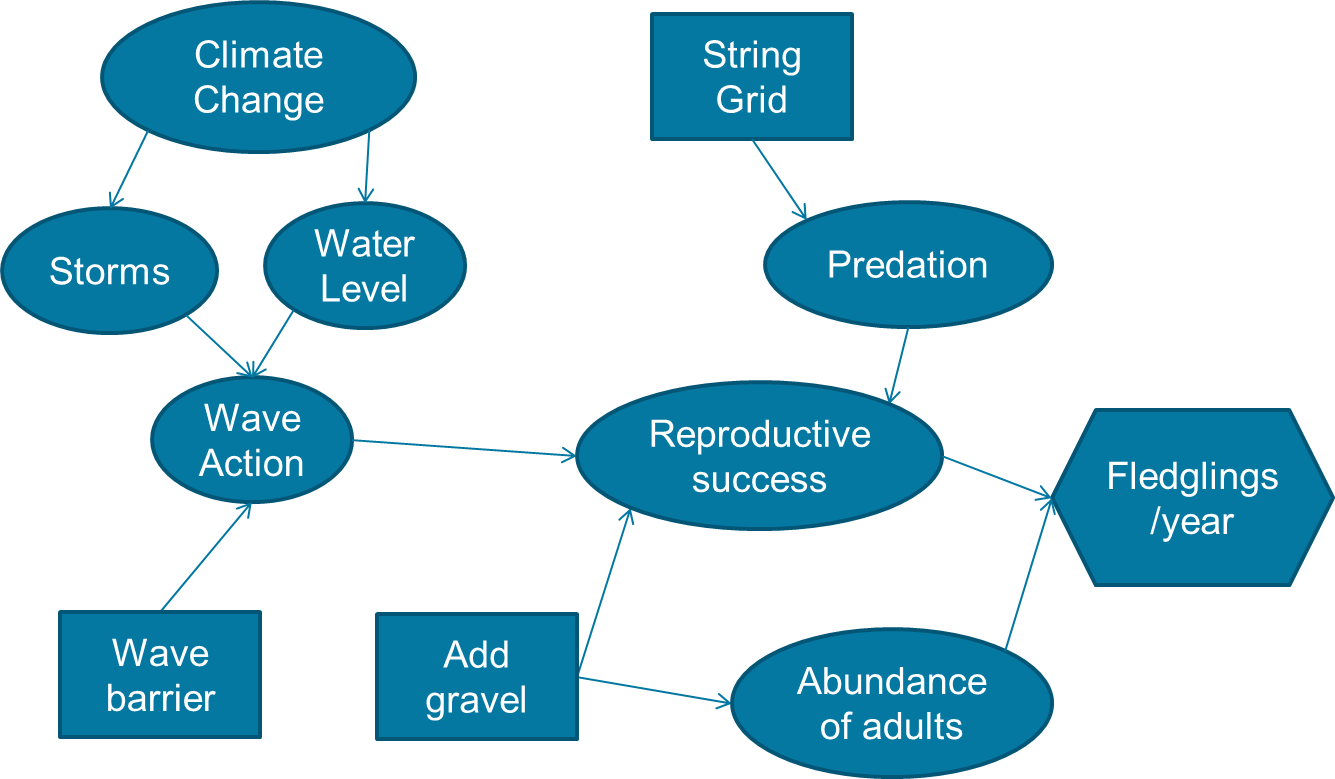 Climate
Change
String
Grid
Storms
Water
Level
Predation
Wave
Action
Reproductive
success
Fledglings
/year
Wave
barrier
Add
gravel
Abundance
of adults